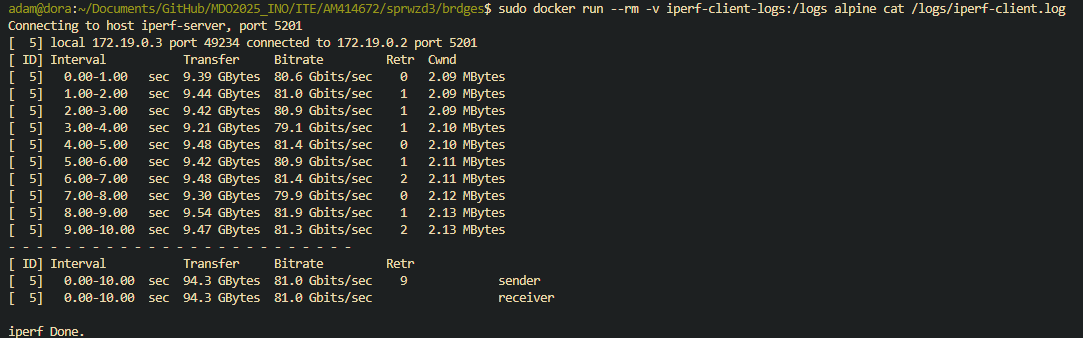 adam@dora:~/Documents/GitHub/MDO2025_INO/ITE/AM414672/sprwzd3/brdges$ sudo docker run --rm -v iperf-client-logs:/logs alpine cat /logs/iperf-client.log
Connecting to host iperf-server, port 5201
[  5] local 172.19.0.3 port 49234 connected to 172.19.0.2 port 5201
[ ID] Interval           Transfer     Bitrate         Retr  Cwnd
[  5]   0.00-1.00   sec  9.39 GBytes  80.6 Gbits/sec    0   2.09 MBytes
[  5]   1.00-2.00   sec  9.44 GBytes  81.0 Gbits/sec    1   2.09 MBytes
[  5]   2.00-3.00   sec  9.42 GBytes  80.9 Gbits/sec    1   2.09 MBytes
[  5]   3.00-4.00   sec  9.21 GBytes  79.1 Gbits/sec    1   2.10 MBytes
[  5]   4.00-5.00   sec  9.48 GBytes  81.4 Gbits/sec    0   2.10 MBytes
[  5]   5.00-6.00   sec  9.42 GBytes  80.9 Gbits/sec    1   2.11 MBytes
[  5]   6.00-7.00   sec  9.48 GBytes  81.4 Gbits/sec    2   2.11 MBytes
[  5]   7.00-8.00   sec  9.30 GBytes  79.9 Gbits/sec    0   2.12 MBytes
[  5]   8.00-9.00   sec  9.54 GBytes  81.9 Gbits/sec    1   2.13 MBytes
[  5]   9.00-10.00  sec  9.47 GBytes  81.3 Gbits/sec    2   2.13 MBytes
- - - - - - - - - - - - - - - - - - - - - - - - -
[ ID] Interval           Transfer     Bitrate         Retr
[  5]   0.00-10.00  sec  94.3 GBytes  81.0 Gbits/sec    9             sender
[  5]   0.00-10.00  sec  94.3 GBytes  81.0 Gbits/sec                  receiver
iperf Done.